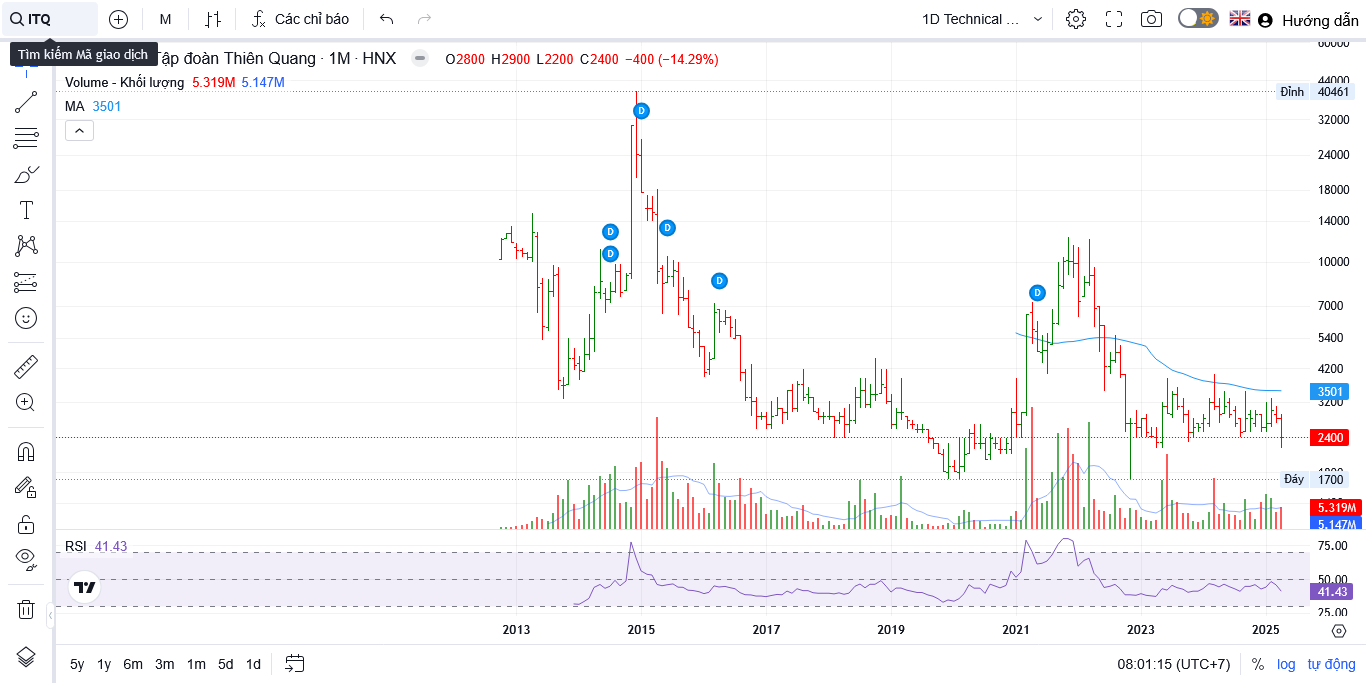 ITQ
M
Các chỉ báo
1D Technical ...
Hướng dẫn
Tìm kiếm Mã giao dịch
Tập đoàn Thiên Quang · 1M · HNX
O2800 H2900 L2200 C2400 −400 (−14.29%)
Volume - Khối lượng 5.319M 5.147M
MA 3501
60000
44000
Đỉnh 40461
32000
24000
18000
14000
10000
7000
5400
4200
3501
3200
2400
1800
Đáy 1700
5.319M
5.147M
D
D
D
D
D
D
RSI 41.43
75.00
50.00
41.43
25.00
2013 2015 2017 2019 2021 2023 2025
5y 1y 6m 3m 1m 5d 1d
08:01:15 (UTC+7) % log tự động